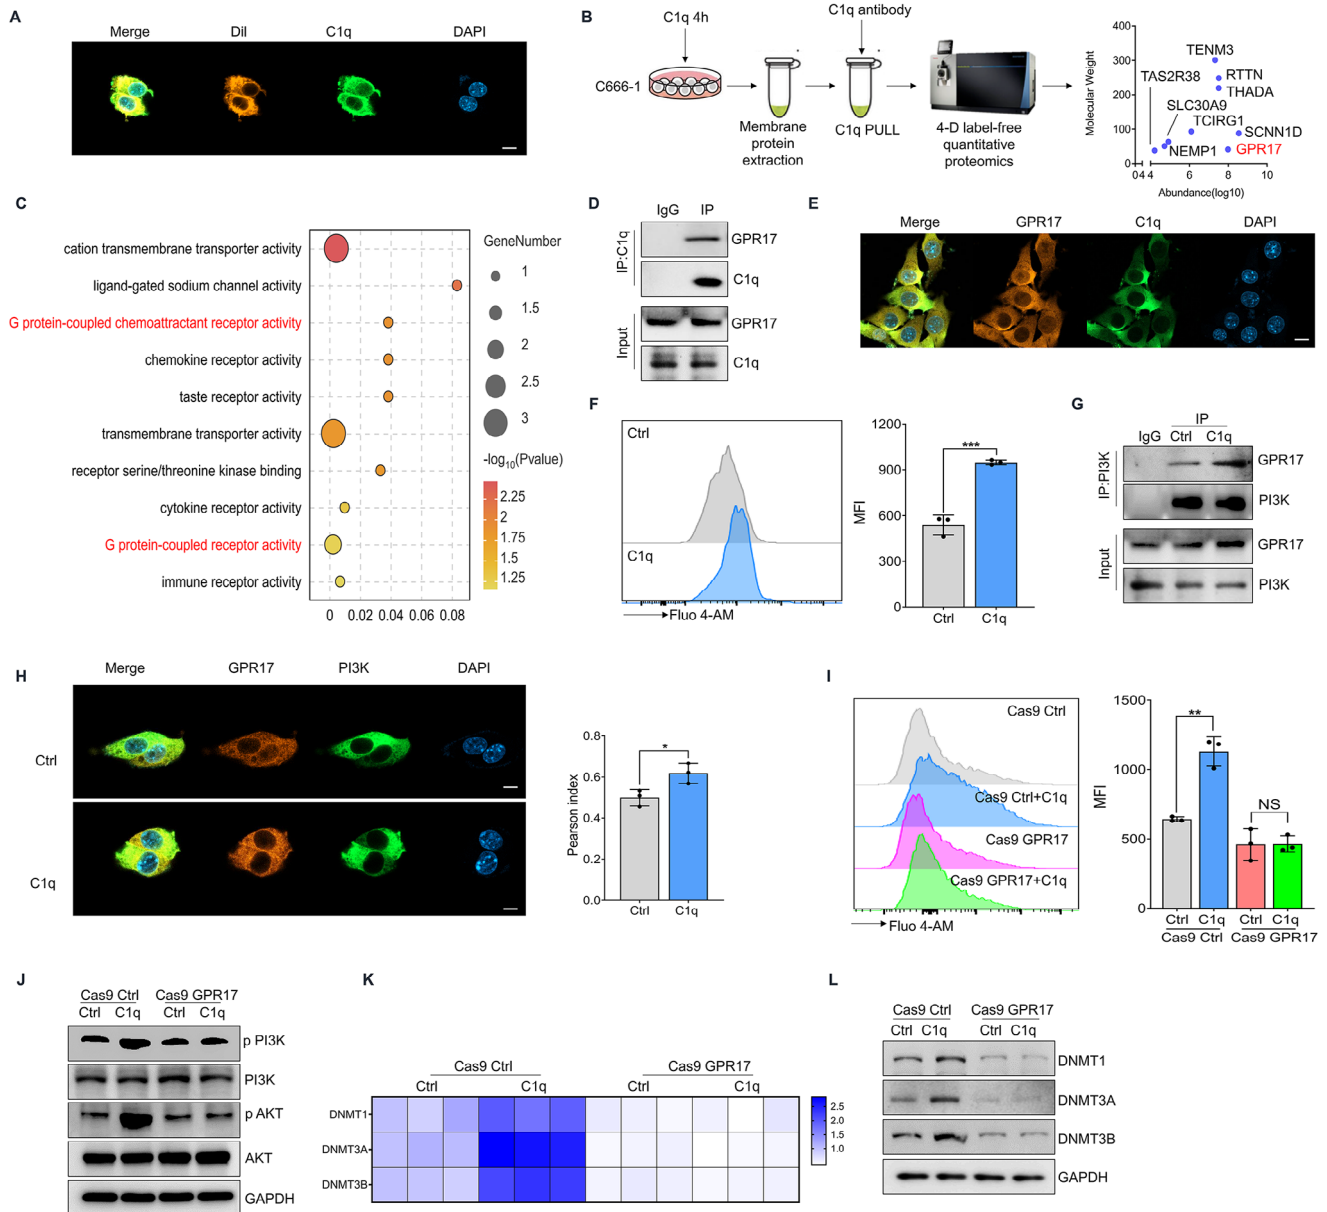 A
Merge Dil C1q DAPI
B
C1q 4h
C1q antibody
C666-1
Membrane
protein
extraction
C1q PULL
4-D label-free
quantitative
proteomics
Molecular Weight
400
300
200
100
0
TENM3
TAS2R38
RTTN
THADA
SLC30A9
TCIRG1
SCNN1D
NEMP1
GPR17
0 4 4 6 8 10
Abundance(log10)
C
cation transmembrane transporter activity
ligand-gated sodium channel activity
G protein-coupled chemoattractant receptor activity
chemokine receptor activity
taste receptor activity
transmembrane transporter activity
receptor serine/threonine kinase binding
cytokine receptor activity
G protein-coupled receptor activity
immune receptor activity
0 0.02 0.04 0.06 0.08
GeneNumber
1
1.5
2
2.5
3
-log10(Pvalue)
2.25
2
1.75
1.5
1.25
D
IgG IP
IP:C1q
GPR17
C1q
Input
GPR17
C1q
E
Merge GPR17 C1q DAPI
F
Ctrl
C1q
Fluo 4-AM
MFI
1200
900
600
300
0
***
Ctrl C1q
G
IP
IgG Ctrl C1q
IP:PI3K
GPR17
PI3K
Input
GPR17
PI3K
H
Merge GPR17 PI3K DAPI
Ctrl
C1q
Pearson index
0.8
0.6
0.4
0.2
0.0
*
Ctrl C1q
I
Cas9 Ctrl
Cas9 Ctrl+C1q
Cas9 GPR17
Cas9 GPR17+C1q
Fluo 4-AM
MFI
1500
1000
500
0
**
NS
Ctrl C1q Ctrl C1q
Cas9 Ctrl Cas9 GPR17
J
Cas9 Ctrl Cas9 GPR17
Ctrl C1q Ctrl C1q
p PI3K
PI3K
p AKT
AKT
GAPDH
K
Cas9 Ctrl Cas9 GPR17
Ctrl C1q Ctrl C1q
DNMT1
DNMT3A
DNMT3B
2.5
2.0
1.5
1.0
L
Cas9 Ctrl Cas9 GPR17
Ctrl C1q Ctrl C1q
DNMT1
DNMT3A
DNMT3B
GAPDH